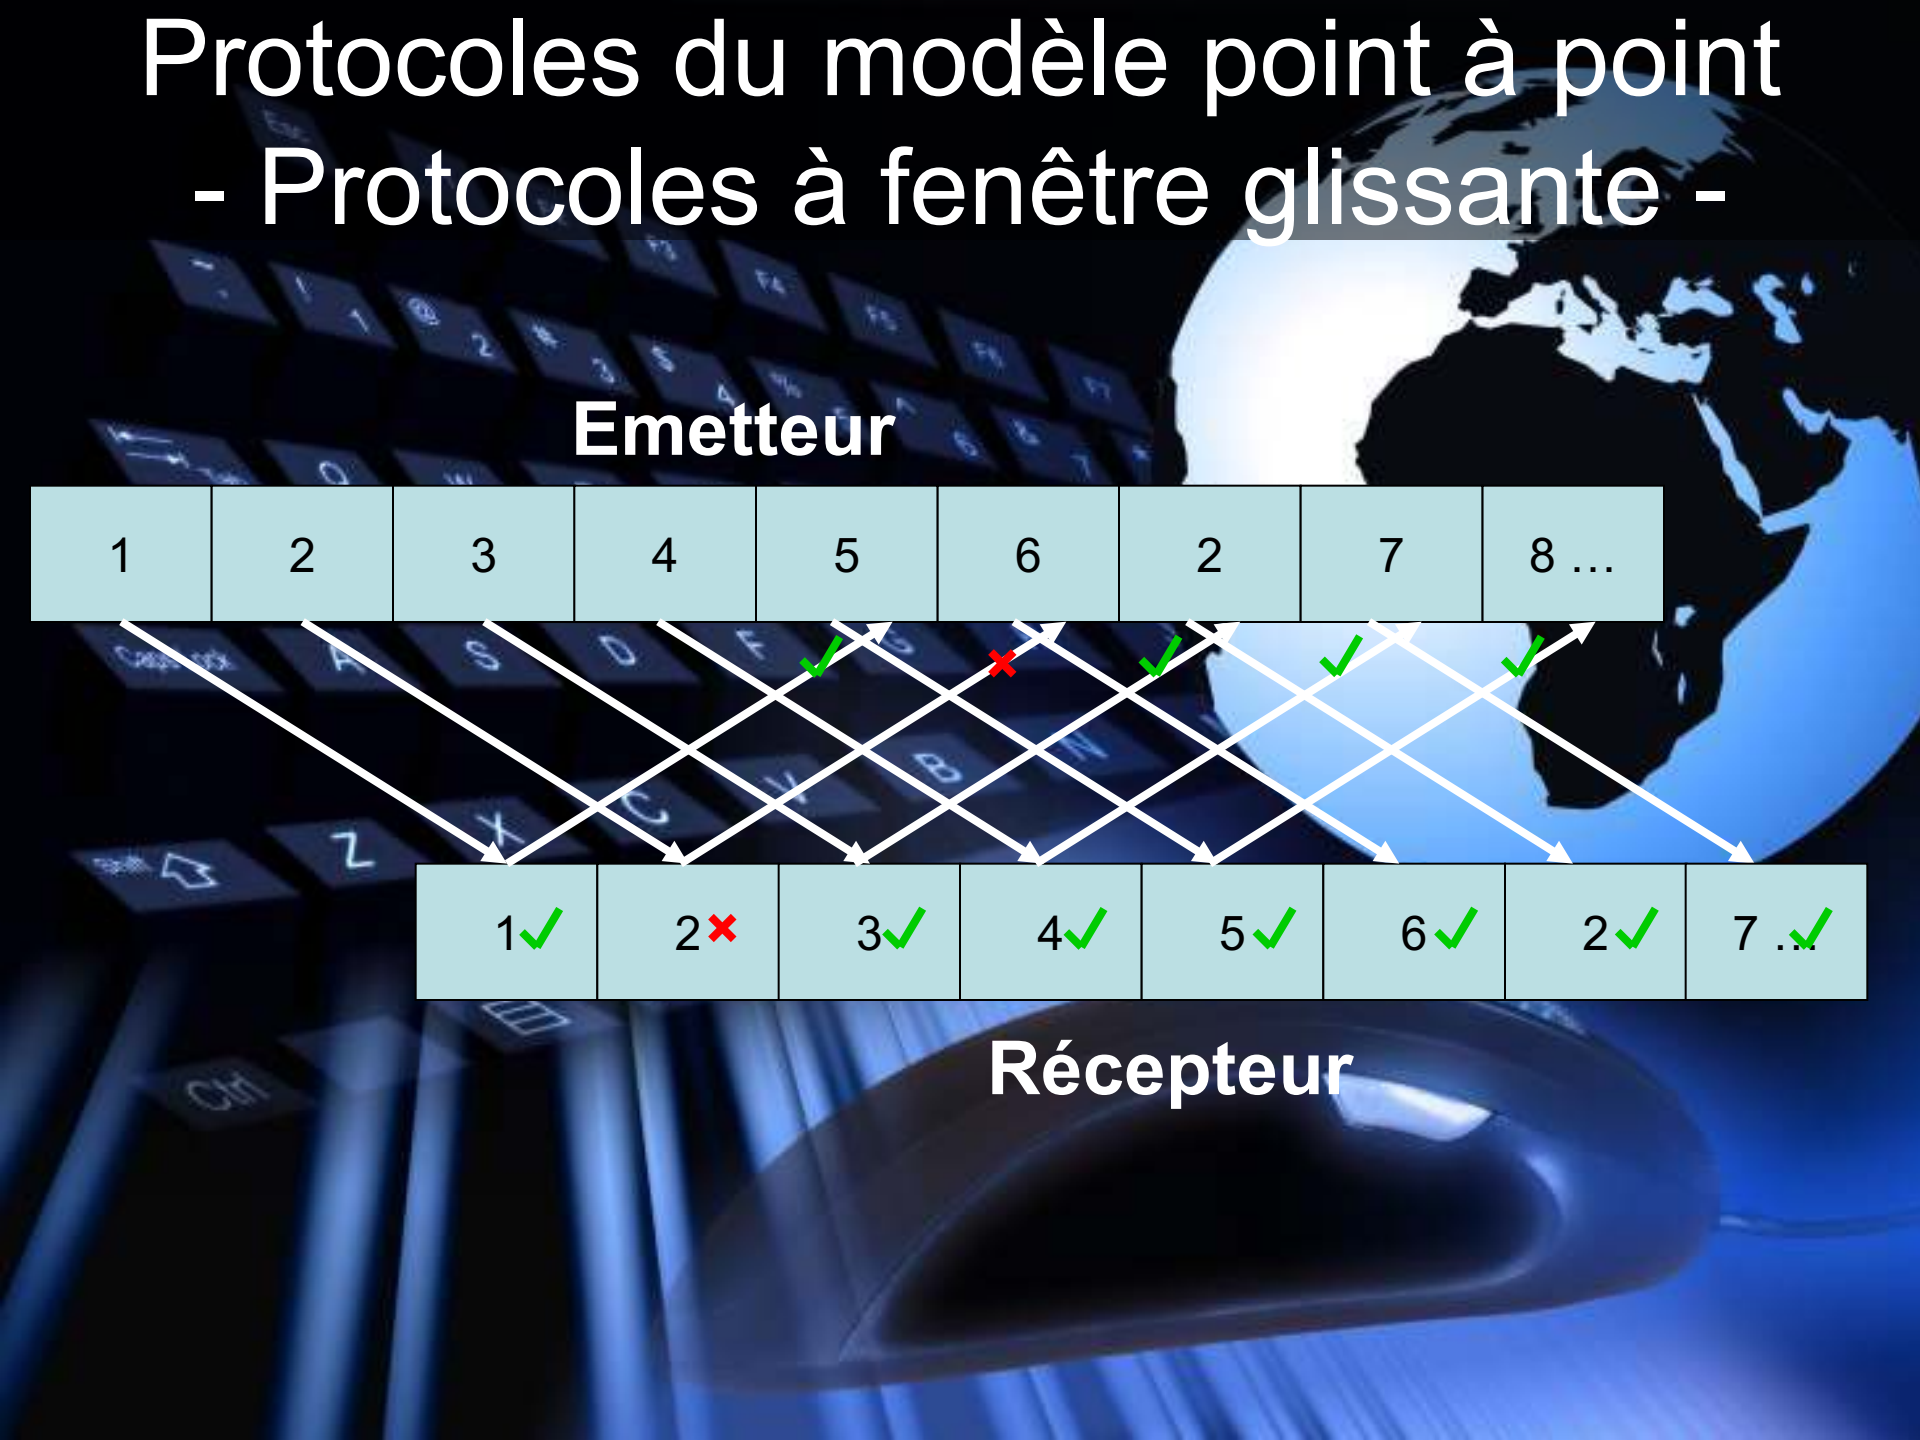 Protocoles du modèle point à point
- Protocoles à fenêtre glissante -
Emetteur
1 2 3 4 5 6 2 7 8 …
1 2 3 4 5 6 2 7 …
Récepteur